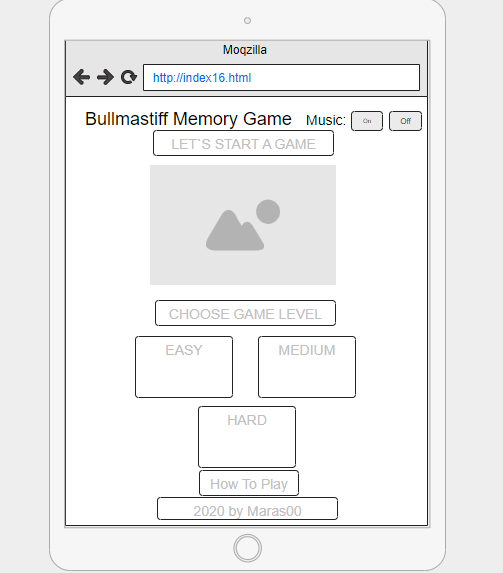 Moqzilla
http://index16.html
Bullmastiff Memory Game Music: On Off
LET`S START A GAME
CHOOSE GAME LEVEL
EASY MEDIUM
HARD
How To Play
2020 by Maras00